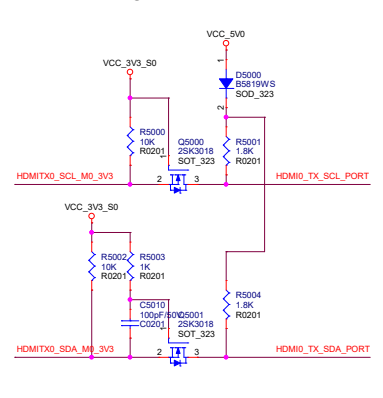 VCC_5V0
VCC_3V3_S0
1
D5000
B5819WS
SOD_323
2
R5000
10K
R0201
Q5000
2SK3018
SOT_323
R5001
1.8K
R0201
1
HDMITX0_SCL_M0_3V3
2
3
HDMI0_TX_SCL_PORT
VCC_3V3_S0
R5002
10K
R0201
R5003
1K
R0201
C5010
100pF/50V
C0201
Q5001
2SK3018
SOT_323
R5004
1.8K
R0201
1
HDMITX0_SDA_M0_3V3
2
3
HDMI0_TX_SDA_PORT